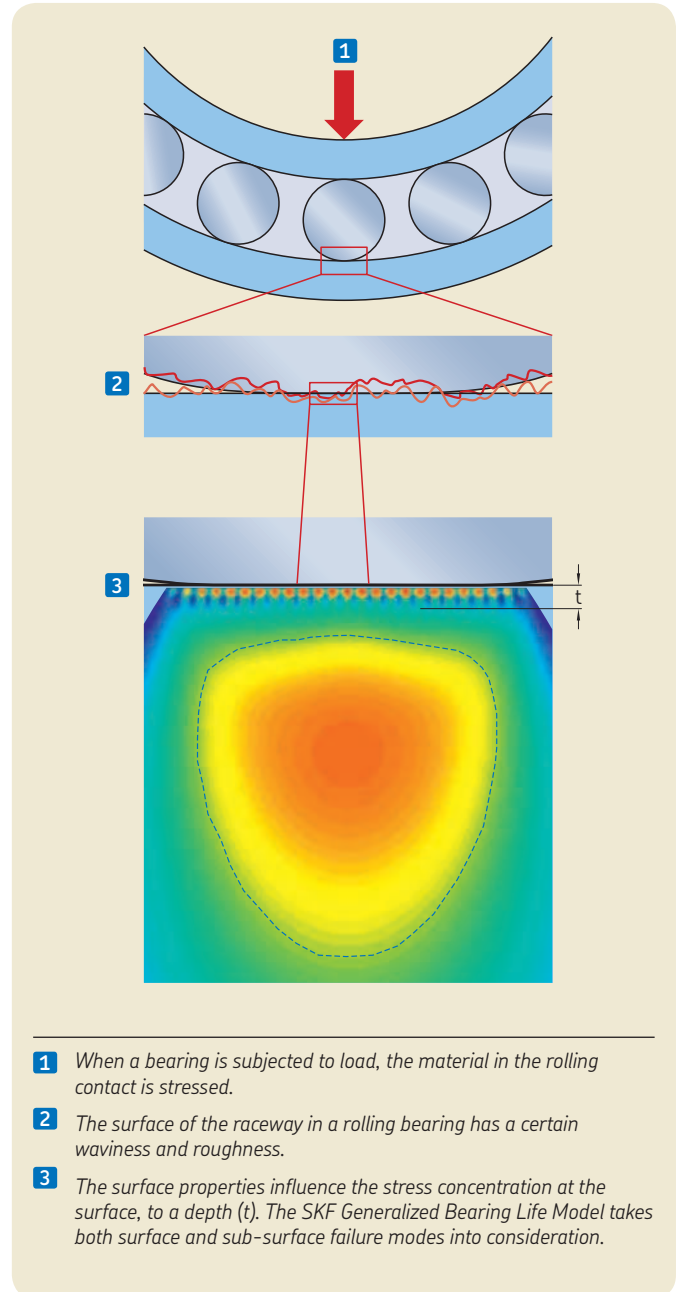 1
2
3
t
1 When a bearing is subjected to load, the material in the rolling
contact is stressed.
2 The surface of the raceway in a rolling bearing has a certain
waviness and roughness.
3 The surface properties influence the stress concentration at the
surface, to a depth (t). The SKF Generalized Bearing Life Model takes
both surface and sub-surface failure modes into consideration.